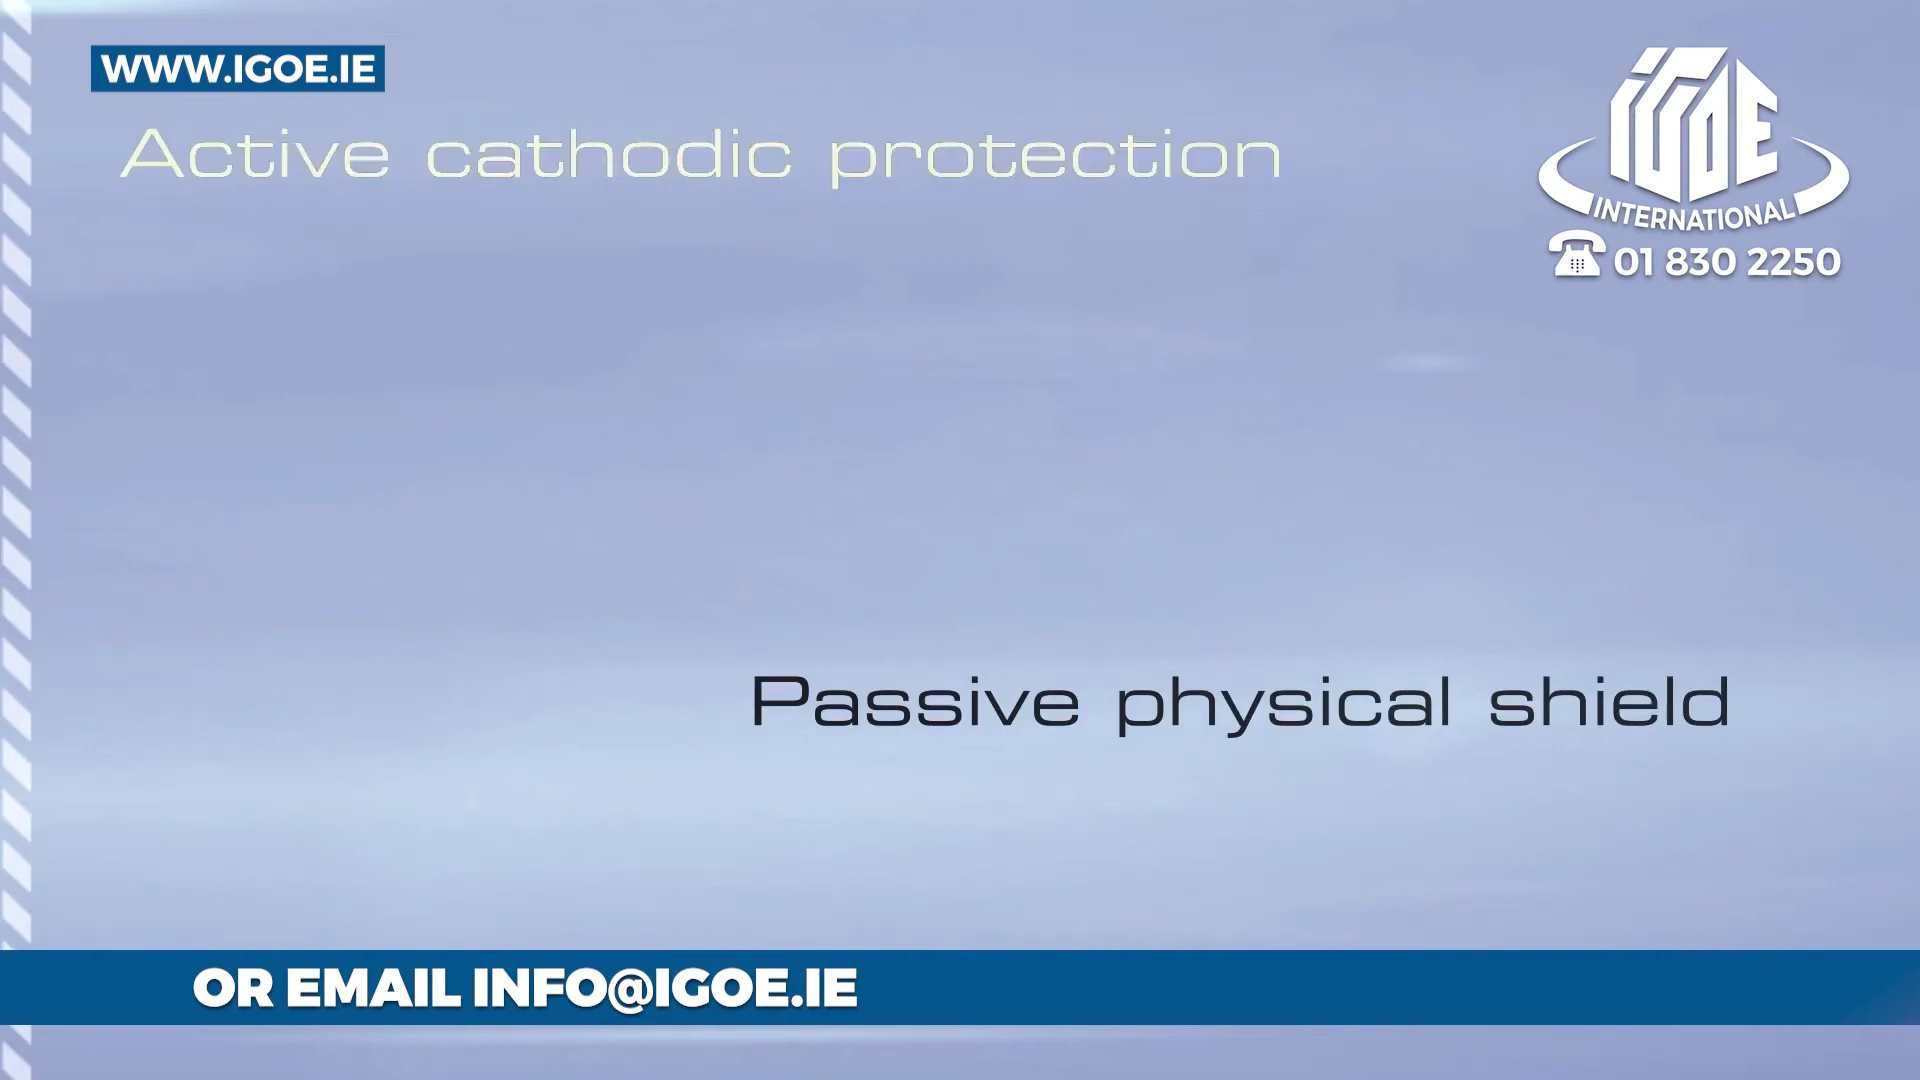 WWW.IGOE.IE
IGOE
INTERNATIONAL
01 830 2250
Active cathodic protection
Passive physical shield
OR EMAIL INFO@IGOE.IE